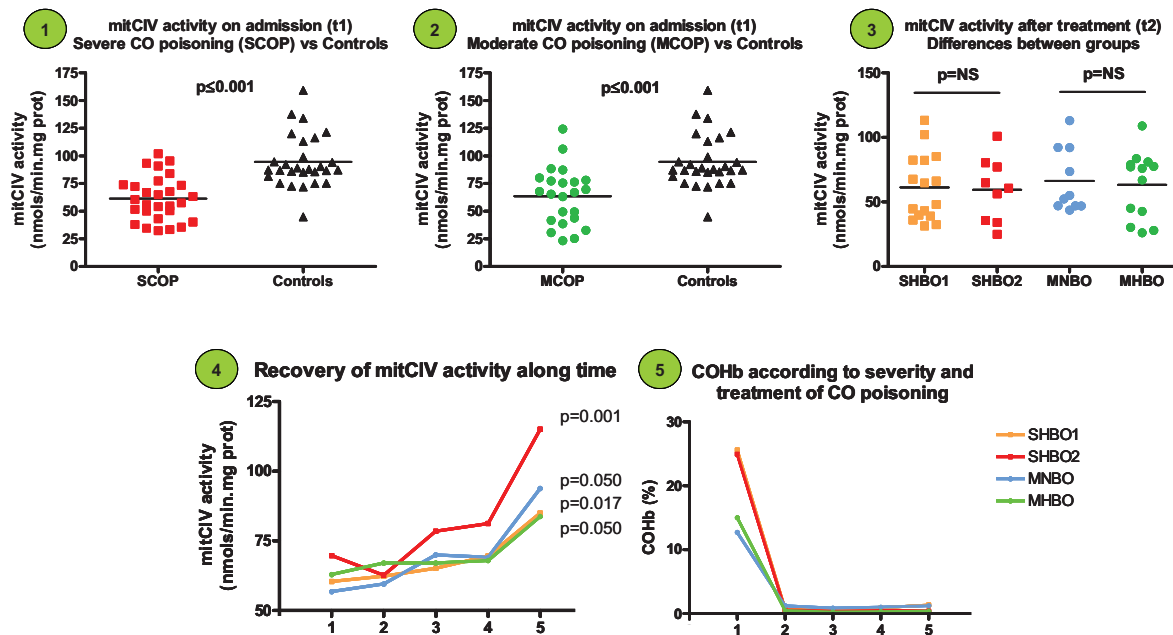 1
mitCIV activity on admission (t1)
Severe CO poisoning (SCOP) vs Controls
mitCIV activity
(nmols/min.mg prot)
175
150
125
100
75
50
25
0
p≤0.001
SCOP
Controls
2
mitCIV activity on admission (t1)
Moderate CO poisoning (MCOP) vs Controls
mitCIV activity
(nmols/min.mg prot)
175
150
125
100
75
50
25
0
p≤0.001
MCOP
Controls
3
mitCIV activity after treatment (t2)
Differences between groups
mitCIV activity
(nmols/min.mg prot)
150
100
50
0
p=NS
p=NS
SHBO1
SHBO2
MNBO
MHBO
4
Recovery of mitCIV activity along time
mitCIV activity
(nmols/min.mg prot)
125
100
75
50
p=0.001
p=0.050
p=0.017
p=0.050
1
2
3
4
5
5
COHb according to severity and
treatment of CO poisoning
COHb (%)
30
20
10
0
1
2
3
4
5
SHBO1
SHBO2
MNBO
MHBO